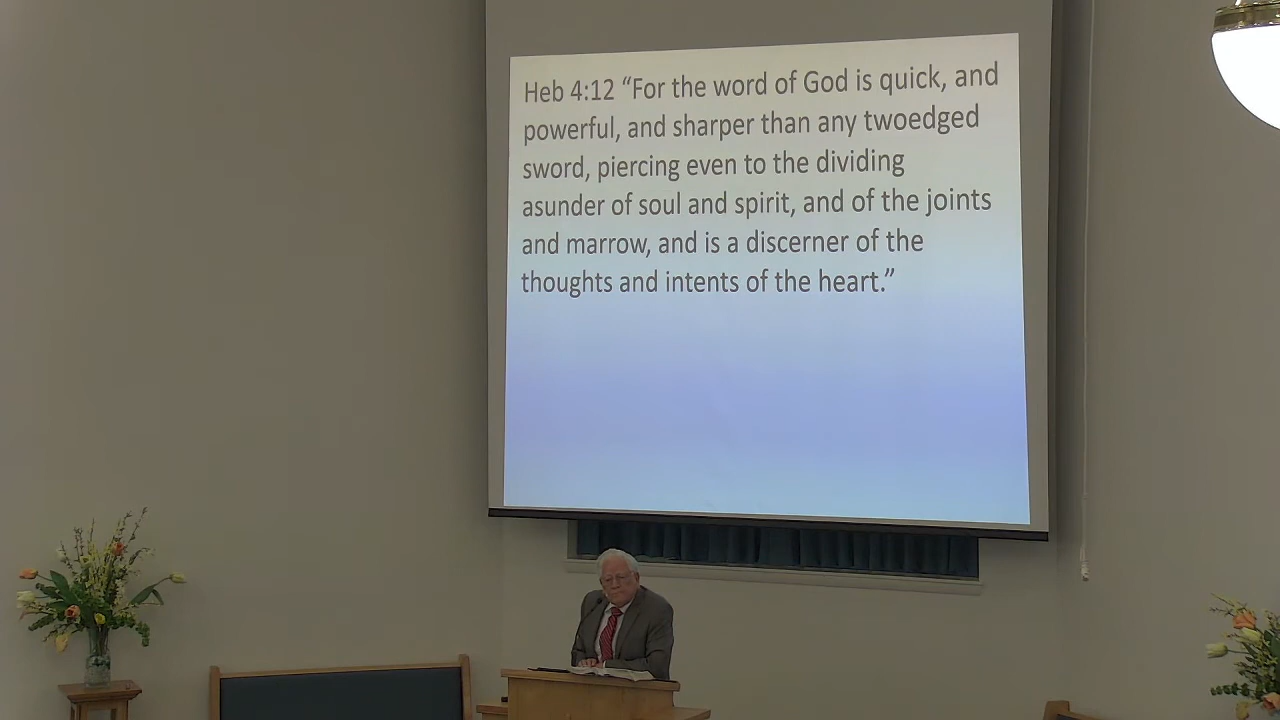 Heb 4:12 “For the word of God is quick, and
powerful, and sharper than any twoedged
sword, piercing even to the dividing
asunder of soul and spirit, and of the joints
and marrow, and is a discerner of the
thoughts and intents of the heart.”